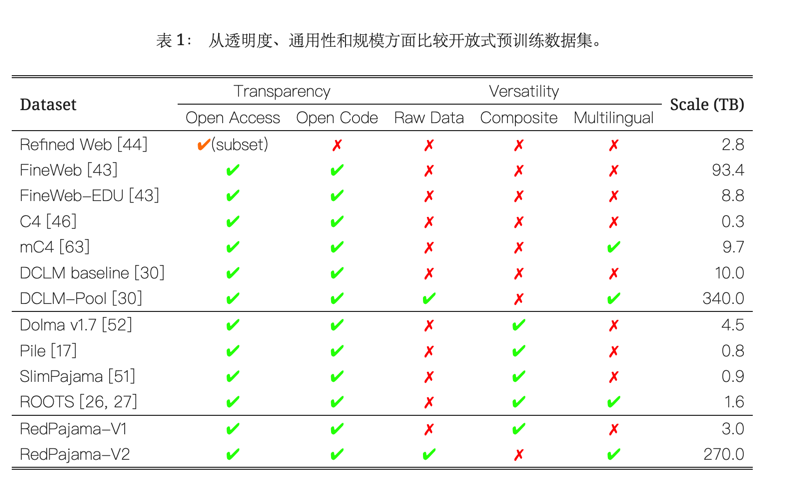 表 1： 从透明度、通用性和规模方面比较开放式预训练数据集。
Dataset Transparency Versatility Scale (TB)
Open Access Open Code Raw Data Composite Multilingual
Refined Web [44] ✔(subset) ✗ ✗ ✗ ✗ 2.8
FineWeb [43] ✔ ✔ ✗ ✗ ✗ 93.4
FineWeb-EDU [43] ✔ ✔ ✗ ✗ ✗ 8.8
C4 [46] ✔ ✔ ✗ ✗ ✗ 0.3
mC4 [63] ✔ ✔ ✗ ✗ ✔ 9.7
DCLM baseline [30] ✔ ✔ ✗ ✗ ✗ 10.0
DCLM-Pool [30] ✔ ✔ ✔ ✗ ✔ 340.0
Dolma v1.7 [52] ✔ ✔ ✗ ✔ ✗ 4.5
Pile [17] ✔ ✔ ✗ ✔ ✗ 0.8
SlimPajama [51] ✔ ✔ ✗ ✔ ✗ 0.9
ROOTS [26, 27] ✔ ✔ ✗ ✔ ✔ 1.6
RedPajama-V1 ✔ ✔ ✗ ✔ ✗ 3.0
RedPajama-V2 ✔ ✔ ✔ ✗ ✔ 270.0